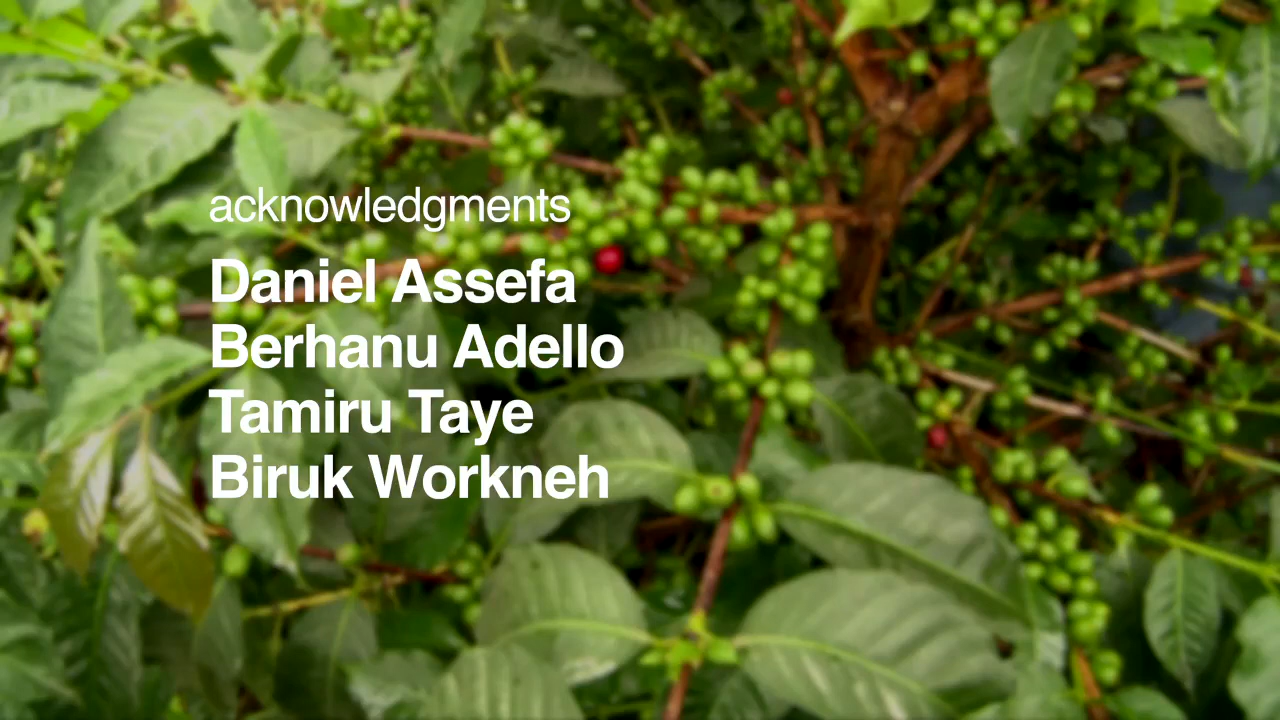 acknowledgments
Daniel Assefa
Berhanu Adello
Tamiru Taye
Biruk Workneh